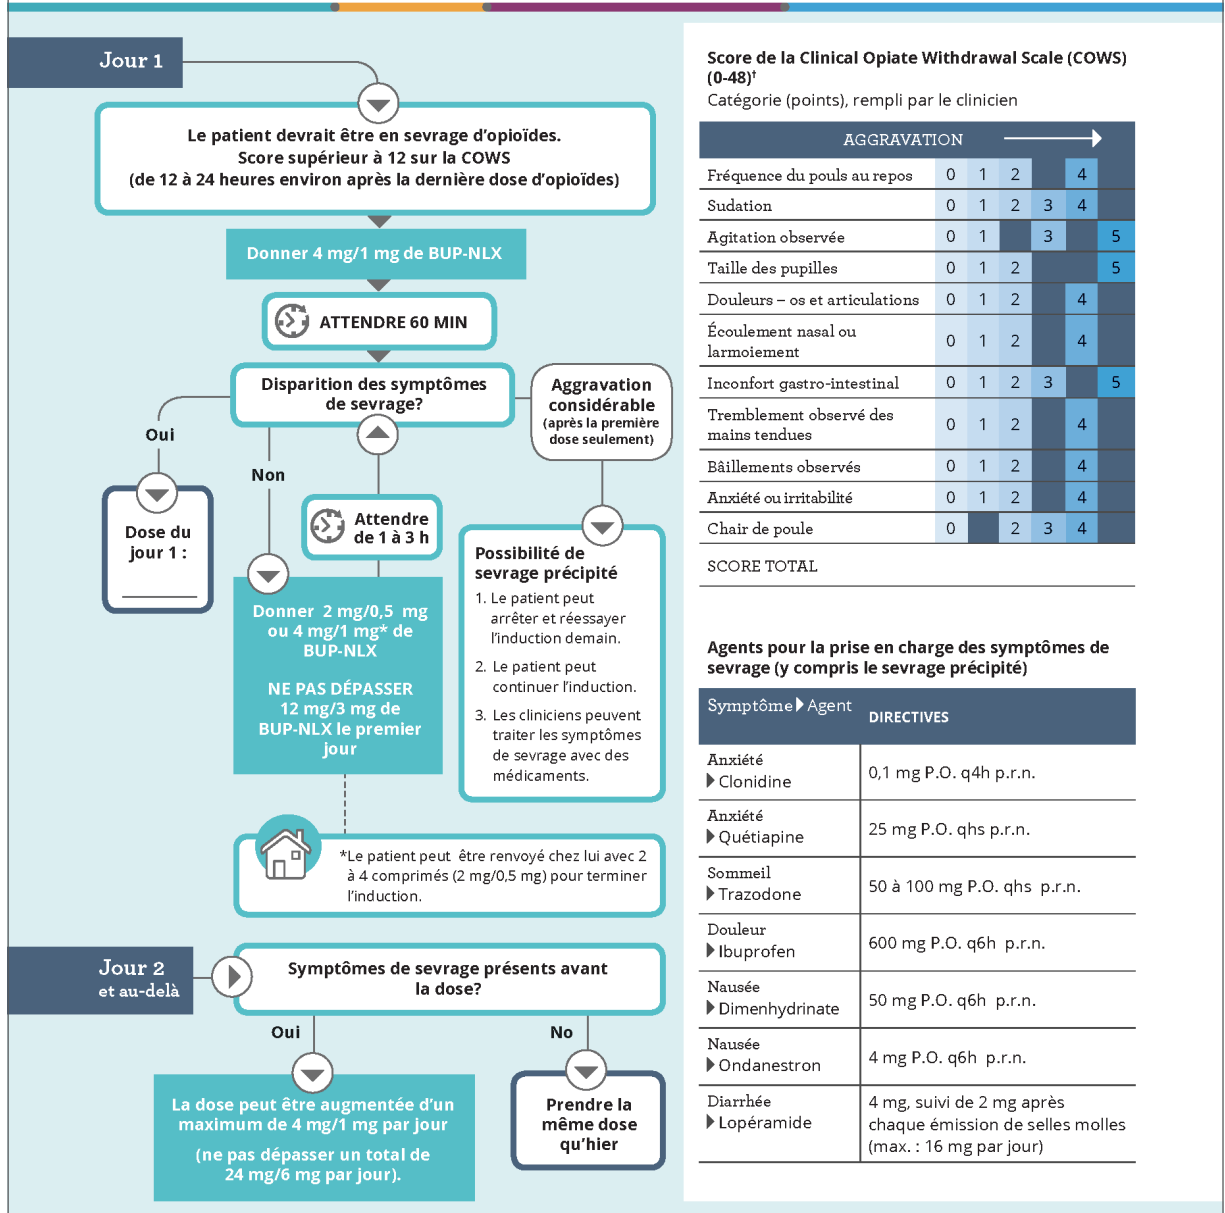 Jour 1
Le patient devrait être en sevrage d'opioïdes.
Score supérieur à 12 sur la COWS
(de 12 à 24 heures environ après la dernière dose d'opioïdes)
Donner 4 mg/1 mg de BUP-NLX
ATTENDRE 60 MIN
Disparition des symptômes
de sevrage?
Aggravation
considérable
(après la première
dose seulement)
Oui
Non
Dose du
jour 1 :
Attendre
de 1 à 3 h
Donner 2 mg/0,5 mg
ou 4 mg/1 mg* de
BUP-NLX
NE PAS DÉPASSER
12 mg/3 mg de
BUP-NLX le premier
jour
Possibilité de
sevrage précipité
1. Le patient peut
arrêter et réessayer
l'induction demain.
2. Le patient peut
continuer l'induction.
3. Les cliniciens peuvent
traiter les symptômes
de sevrage avec des
médicaments.
*Le patient peut être renvoyé chez lui avec 2
à 4 comprimés (2 mg/0,5 mg) pour terminer
l'induction.
Jour 2
et au-delà
Symptômes de sevrage présents avant
la dose?
Oui
No
La dose peut être augmentée d'un
maximum de 4 mg/1 mg par jour
(ne pas dépasser un total de
24 mg/6 mg par jour).
Prendre la
même dose
qu'hier
Score de la Clinical Opiate Withdrawal Scale (COWS)
(0-48)†
Catégorie (points), rempli par le clinicien
AGGRAVATION
Fréquence du pouls au repos 0 1 2 4
Sudation 0 1 2 3 4
Agitation observée 0 1 3 5
Taille des pupilles 0 1 2 5
Douleurs – os et articulations 0 1 2 4
Écoulement nasal ou
larmoiement 0 1 2 4
Inconfort gastro-intestinal 0 1 2 3 5
Tremblement observé des
mains tendues 0 1 2 4
Bâillements observés 0 1 2 4
Anxiété ou irritabilité 0 1 2 4
Chair de poule 0 2 3 4
SCORE TOTAL
Agents pour la prise en charge des symptômes de
sevrage (y compris le sevrage précipité)
Symptôme Agent DIRECTIVES
Anxiété
Clonidine 0,1 mg P.O. q4h p.r.n.
Anxiété
Quétiapine 25 mg P.O. qhs p.r.n.
Sommeil
Trazodone 50 à 100 mg P.O. qhs p.r.n.
Douleur
Ibuprofen 600 mg P.O. q6h p.r.n.
Nausée
Dimenhydrinate 50 mg P.O. q6h p.r.n.
Nausée
Ondanestron 4 mg P.O. q6h p.r.n.
Diarrhée
Lopéramide
4 mg, suivi de 2 mg après
chaque émission de selles molles
(max. : 16 mg par jour)